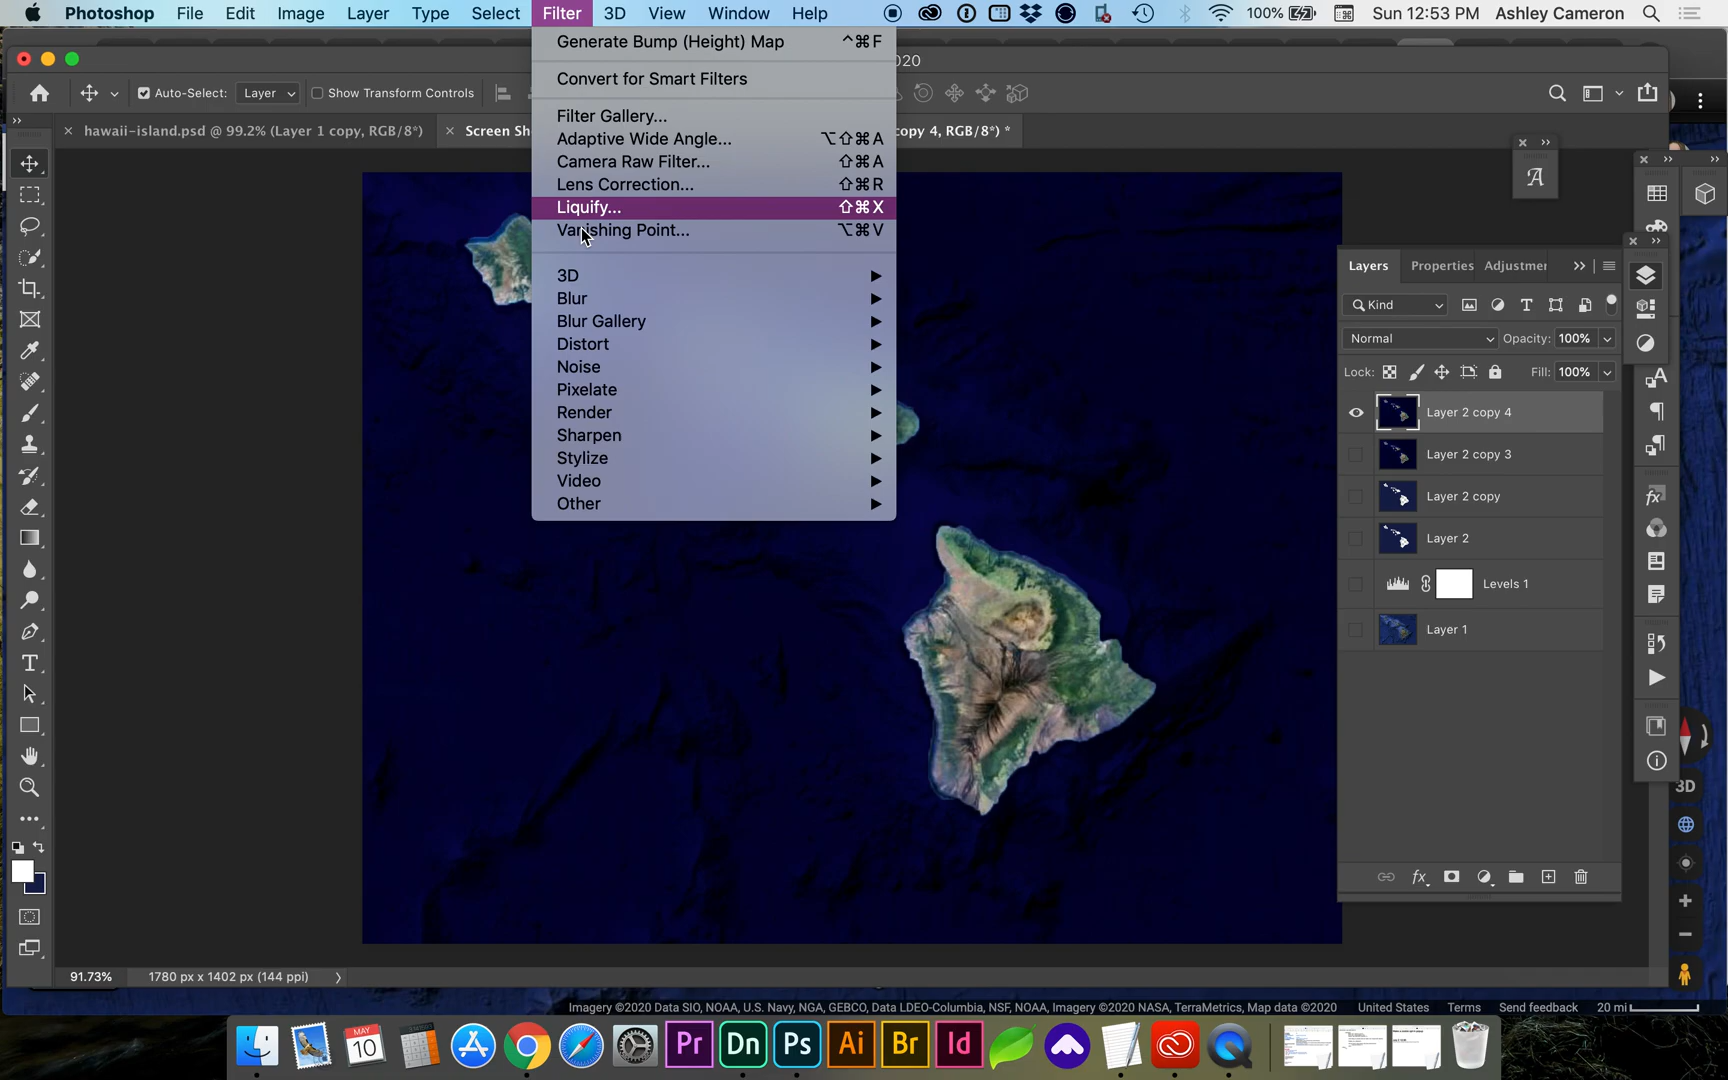 Photoshop File Edit Image Layer Type Select Filter 3D View Window Help 100% Sun 12:53 PM Ashley Cameron
Generate Bump (Height) Map ^⌘F
020
Convert for Smart Filters
Auto-Select: Layer Show Transform Controls
Filter Gallery...
hawaii-island.psd @ 99.2% (Layer 1 copy, RGB/8*)
Screen Sh
copy 4, RGB/8*) *
Adaptive Wide Angle... ⌥⇧⌘A
Camera Raw Filter... ⇧⌘A
Lens Correction... ⇧⌘R
Liquify... ⇧⌘X
Vanishing Point... ⌥⌘V
3D
Blur
Blur Gallery
Distort
Noise
Pixelate
Render
Sharpen
Stylize
Video
Other
Layers Properties Adjustmer
Kind
Normal Opacity: 100%
Lock: Fill: 100%
Layer 2 copy 4
Layer 2 copy 3
Layer 2 copy
Layer 2
Levels 1
Layer 1
3D
91.73% 1780 px x 1402 px (144 ppi)
Imagery ©2020 Data SIO, NOAA, U.S. Navy, NGA, GEBCO, Data LDEO-Columbia, NSF, NOAA, Imagery ©2020 NASA, TerraMetrics, Map data ©2020 United States Terms Send feedback 20 mi
MAY
10
Pr Dn Ps Ai Br Id